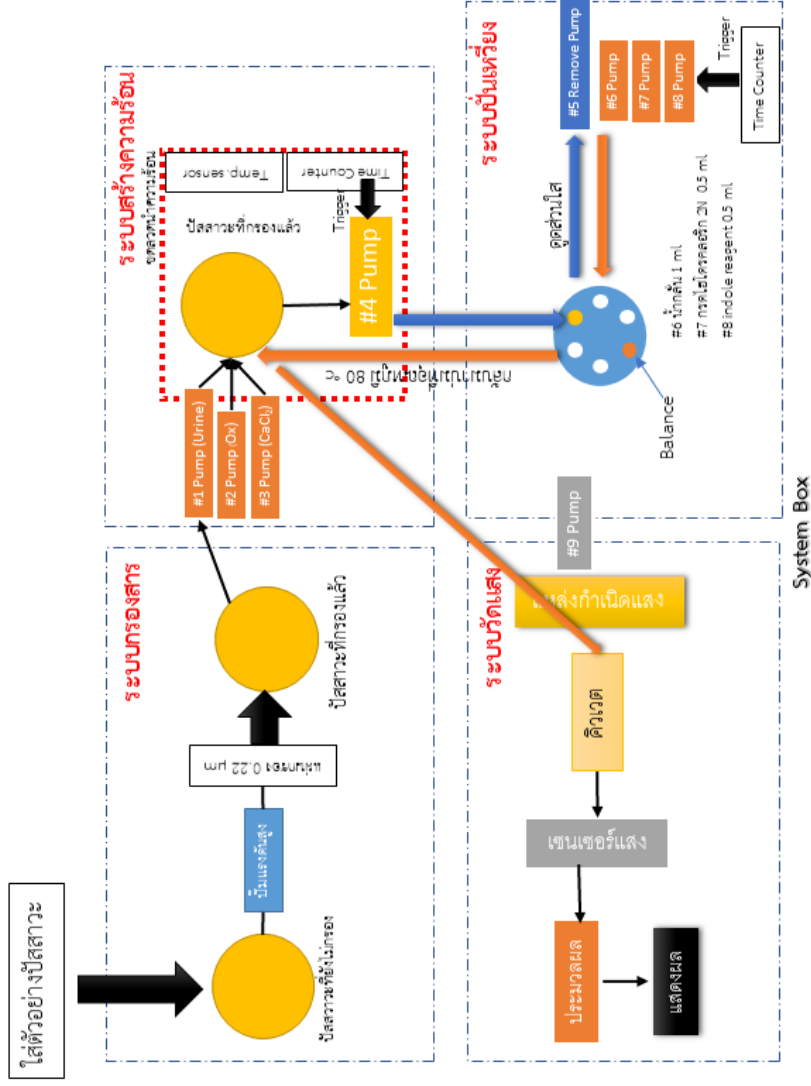 ใส่ตัวอย่างปัสสาวะ
ระบบกรองสาร
ปัสสาวะที่ยังไม่กรอง
ปั๊มแรงดันสูง
แผ่นกรอง 0.22 μm
ปัสสาวะที่กรองแล้ว
ระบบสร้างความร้อน
ขดลวดนำความร้อน
#1 Pump (Urine)
#2 Pump (Ox)
#3 Pump (CaCl₂)
ปัสสาวะที่กรองแล้ว
Temp. sensor
Time Counter
Trigger
#4 Pump
กลับมาบ่มที่อุณหภูมิ 80 °C
ระบบวัดแสง
#9 Pump
แหล่งกำเนิดแสง
คิวเวต
เซนเซอร์แสง
ประมวลผล
แสดงผล
ระบบปั่นเหวี่ยง
ดูดส่วนใส
#5 Remove Pump
#6 Pump
#7 Pump
#8 Pump
Trigger
Time Counter
Balance
#6 น้ำกลั่น 1 ml
#7 กรดไฮโดรคลอริก 2N 0.5 ml
#8 indole reagent 0.5 ml
System Box